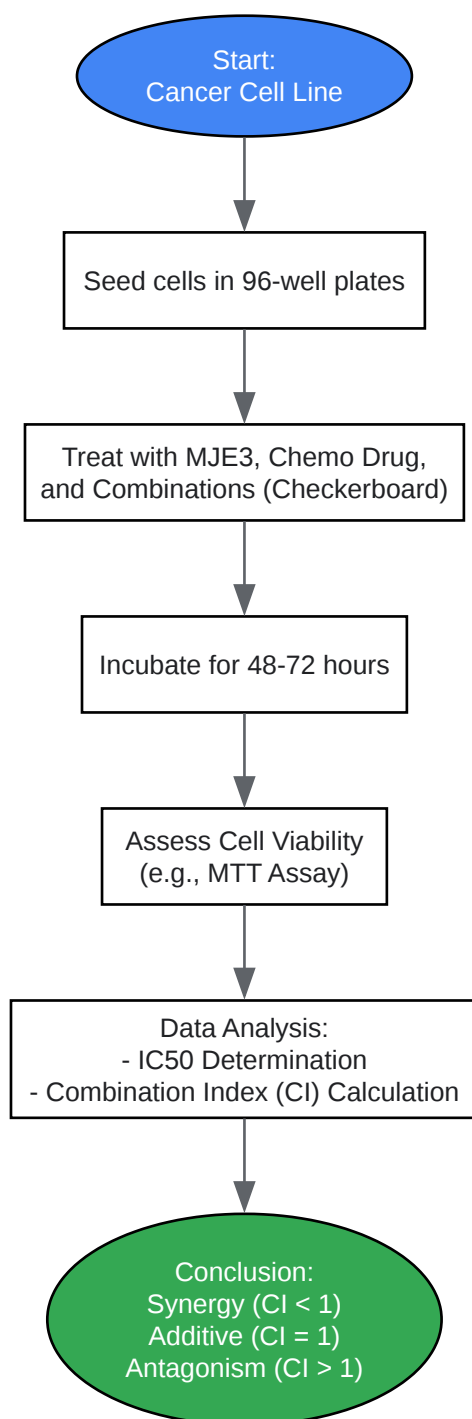 Start:
Cancer Cell Line
Seed cells in 96-well plates
Treat with MJE3, Chemo Drug,
and Combinations (Checkerboard)
Incubate for 48-72 hours
Assess Cell Viability
(e.g., MTT Assay)
Data Analysis:
- IC50 Determination
- Combination Index (CI) Calculation
Conclusion:
Synergy (CI < 1)
Additive (CI = 1)
Antagonism (CI > 1)